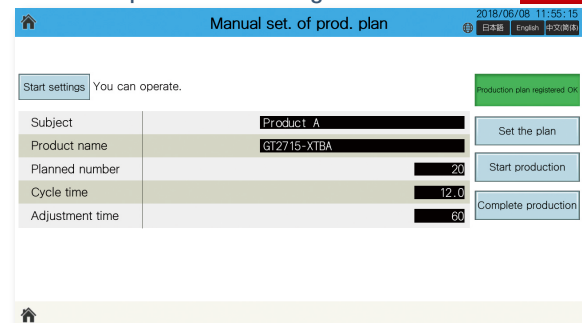 Manual set. of prod. plan
2018/06/08 11:55:15
日本語 English 中文(简体)
Start settings You can operate.
Production plan registered OK
Subject Product A
Product name GT2715-XTBA
Planned number 20
Cycle time 12.0
Adjustment time 60
Set the plan
Start production
Complete production